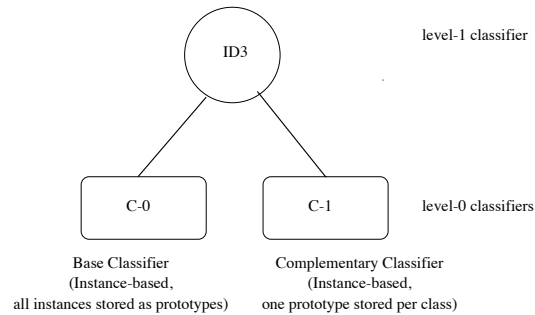 level-1 classifier
ID3
C-0
C-1
level-0 classifiers
Base Classifier
(Instance-based,
all instances stored as prototypes)
Complementary Classifier
(Instance-based,
one prototype stored per class)